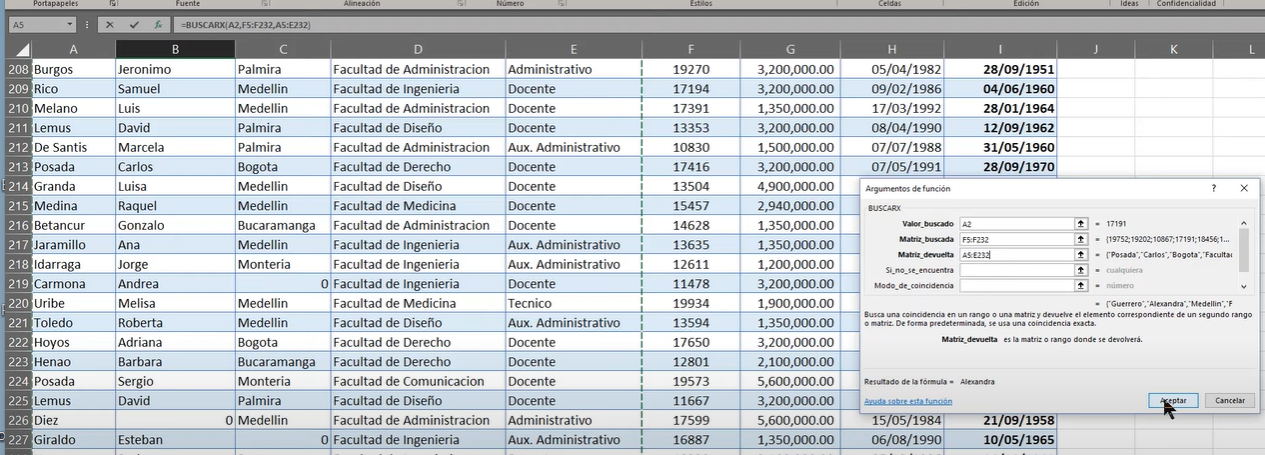 Portapapeles Fuente Alineación Número Estilos Celdas Edición Ideas Confidencialidad
A5 =BUSCARX(A2,F5:F232,A5:E232)
A B C D E F G H I J K L
208 Burgos Jeronimo Palmira Facultad de Administracion Administrativo 19270 3,200,000.00 05/04/1982 28/09/1951
209 Rico Samuel Medellin Facultad de Ingenieria Docente 17194 3,200,000.00 09/02/1986 04/06/1960
210 Melano Luis Medellin Facultad de Administracion Docente 17391 1,350,000.00 17/03/1992 28/01/1964
211 Lemus David Palmira Facultad de Diseño Docente 13353 3,200,000.00 08/04/1990 12/09/1962
212 De Santis Marcela Palmira Facultad de Diseño Aux. Administrativo 10830 1,500,000.00 07/07/1988 31/05/1960
213 Posada Carlos Bogota Facultad de Derecho Docente 17416 3,200,000.00 07/05/1991 28/09/1970
214 Granda Luisa Medellin Facultad de Diseño Docente 13504 4,900,000.00
215 Medina Raquel Medellin Facultad de Medicina Docente 15457 2,940,000.00
216 Betancur Gonzalo Bucaramanga Facultad de Derecho Docente 14628 1,350,000.00
217 Jaramillo Ana Medellin Facultad de Ingenieria Aux. Administrativo 13635 1,350,000.00
218 Idarraga Jorge Monteria Facultad de Ingenieria Aux. Administrativo 12611 1,200,000.00
219 Carmona Andrea 0 Facultad de Ingenieria Docente 11478 3,200,000.00
220 Uribe Melisa Medellin Facultad de Medicina Tecnico 19934 1,900,000.00
221 Toledo Roberta Medellin Facultad de Diseño Aux. Administrativo 13594 1,350,000.00
222 Hoyos Adriana Bogota Facultad de Derecho Docente 17650 3,200,000.00
223 Henao Barbara Bucaramanga Facultad de Derecho Docente 12801 2,100,000.00
224 Posada Sergio Monteria Facultad de Comunicacion Docente 19573 5,600,000.00
225 Lemus David Palmira Facultad de Diseño Docente 11667 3,200,000.00
226 Diez 0 Medellin Facultad de Administracion Administrativo 17599 5,600,000.00 15/05/1984 21/09/1958
227 Giraldo Esteban 0 Facultad de Ingenieria Aux. Administrativo 16887 1,350,000.00 06/08/1990 10/05/1965
Argumentos de función ?
BUSCARX
Valor_buscado A2 = 17191
Matriz_buscada F5:F232 = {19752;19202;10867;17191;18456;1...
Matriz_devuelta A5:E232 = {"Posada","Carlos","Bogota","Facultad
Si_no_se_encuentra = cualquiera
Modo_de_coincidencia = número
= {"Guerrero","Alexandra","Medellin","F
Busca una coincidencia en un rango o una matriz y devuelve el elemento correspondiente de un segundo rango
o matriz. De forma predeterminada, se usa una coincidencia exacta.
Matriz_devuelta es la matriz o rango donde se devolverá.
Resultado de la fórmula = Alexandra
Ayuda sobre esta función Aceptar Cancelar